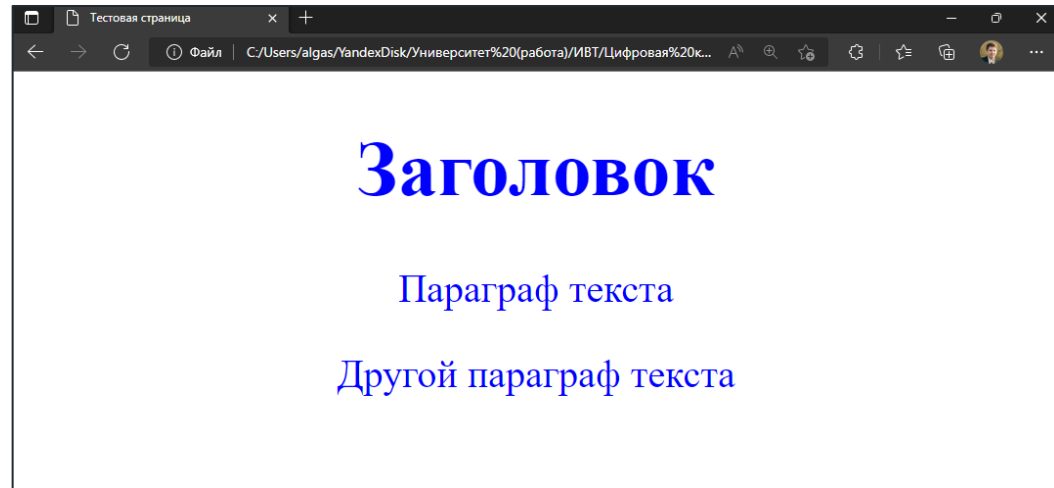 Тестовая страница
Файл C:/Users/algas/YandexDisk/Университет%20(работа)/ИВТ/Цифровая%20к...
Заголовок
Параграф текста
Другой параграф текста